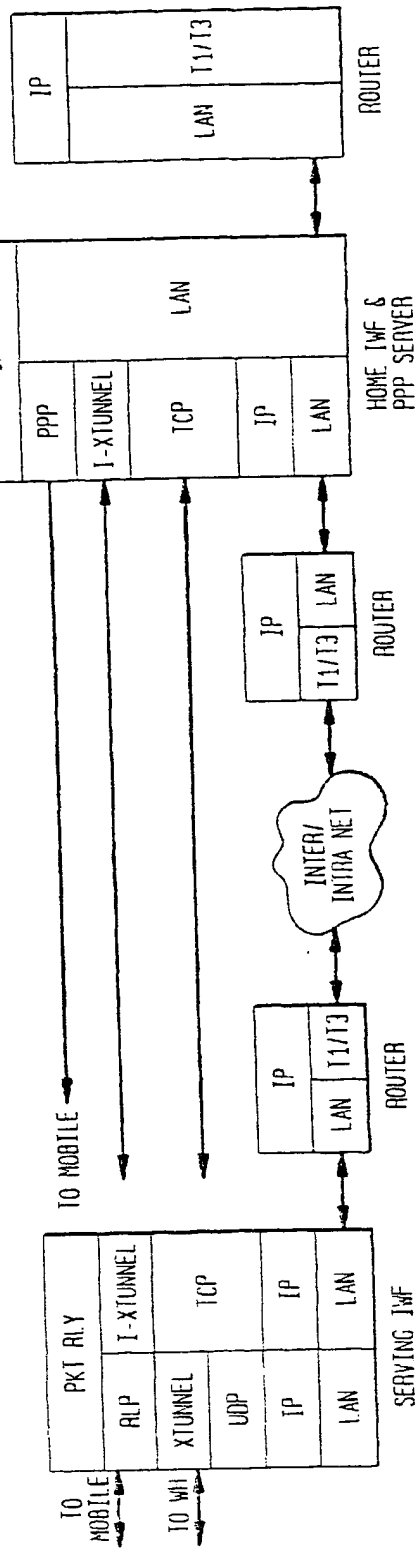 TO
MOBILE
TO WH
PKT RLY
RLP
I-XTUNNEL
XTUNNEL
TCP
UDP
IP
IP
LAN
LAN
SERVING IWF
TO MOBILE
IP
LAN
T1/T3
ROUTER
INTER/
INTRA NET
IP
T1/T3
LAN
ROUTER
PPP
I-XTUNNEL
TCP
IP
LAN
LAN
HOME IWF &
PPP SERVER
IP
LAN
T1/T3
ROUTER